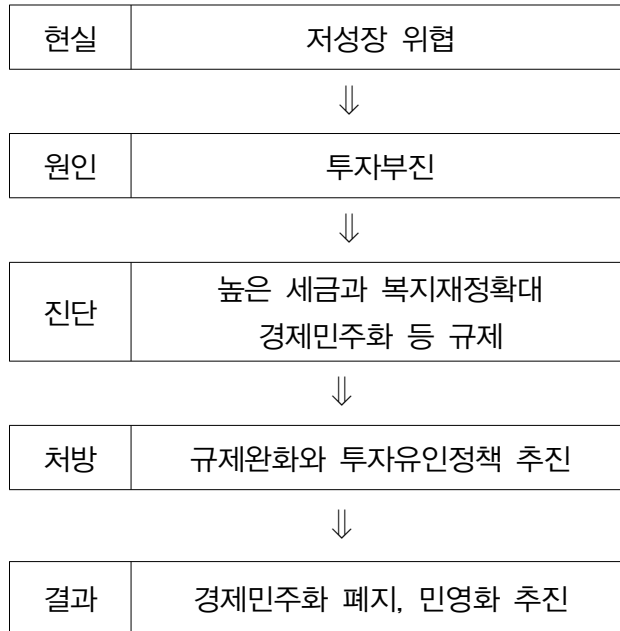 현실 저성장 위협
⇓
원인 투자부진
⇓
진단 높은 세금과 복지재정확대
경제민주화 등 규제
⇓
처방 규제완화와 투자유인정책 추진
⇓
결과 경제민주화 폐지, 민영화 추진